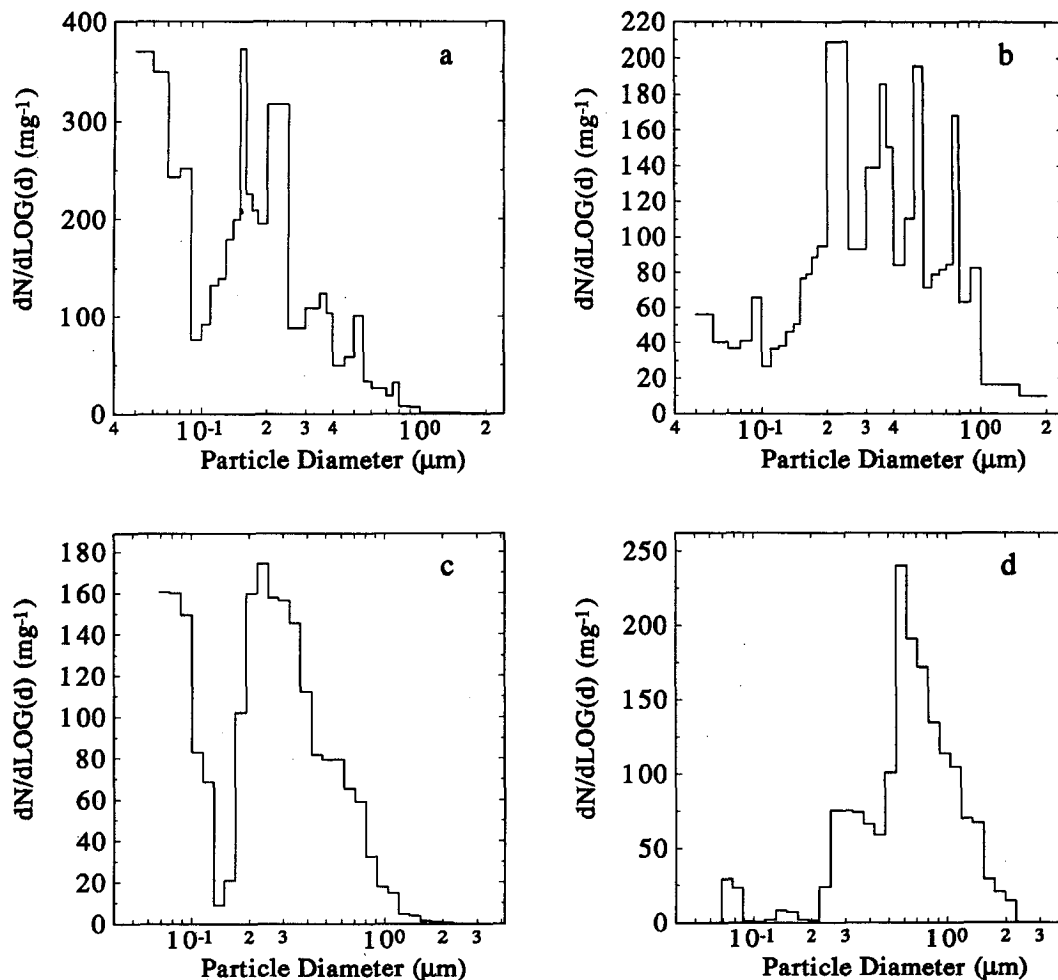 a
dN/dLOG(d) (mg-1)
400
300
200
100
0
4 10-1 2 3 4 100 2
Particle Diameter (μm)
b
dN/dLOG(d) (mg-1)
220
200
180
160
140
120
100
80
60
40
20
0
4 10-1 2 3 4 100 2
Particle Diameter (μm)
c
dN/dLOG(d) (mg-1)
180
160
140
120
100
80
60
40
20
0
10-1 2 3 100 2 3
Particle Diameter (μm)
d
dN/dLOG(d) (mg-1)
250
200
150
100
50
0
10-1 2 3 100 2 3
Particle Diameter (μm)